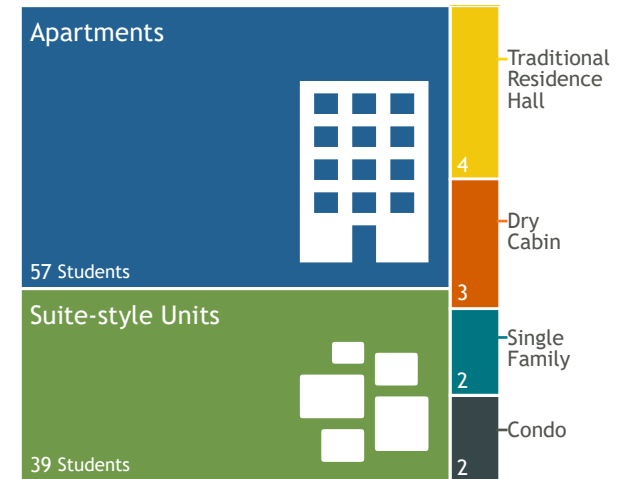 Apartments
57 Students
Suite-style Units
39 Students
4
Traditional
Residence
Hall
3
Dry
Cabin
2
Single
Family
2
Condo